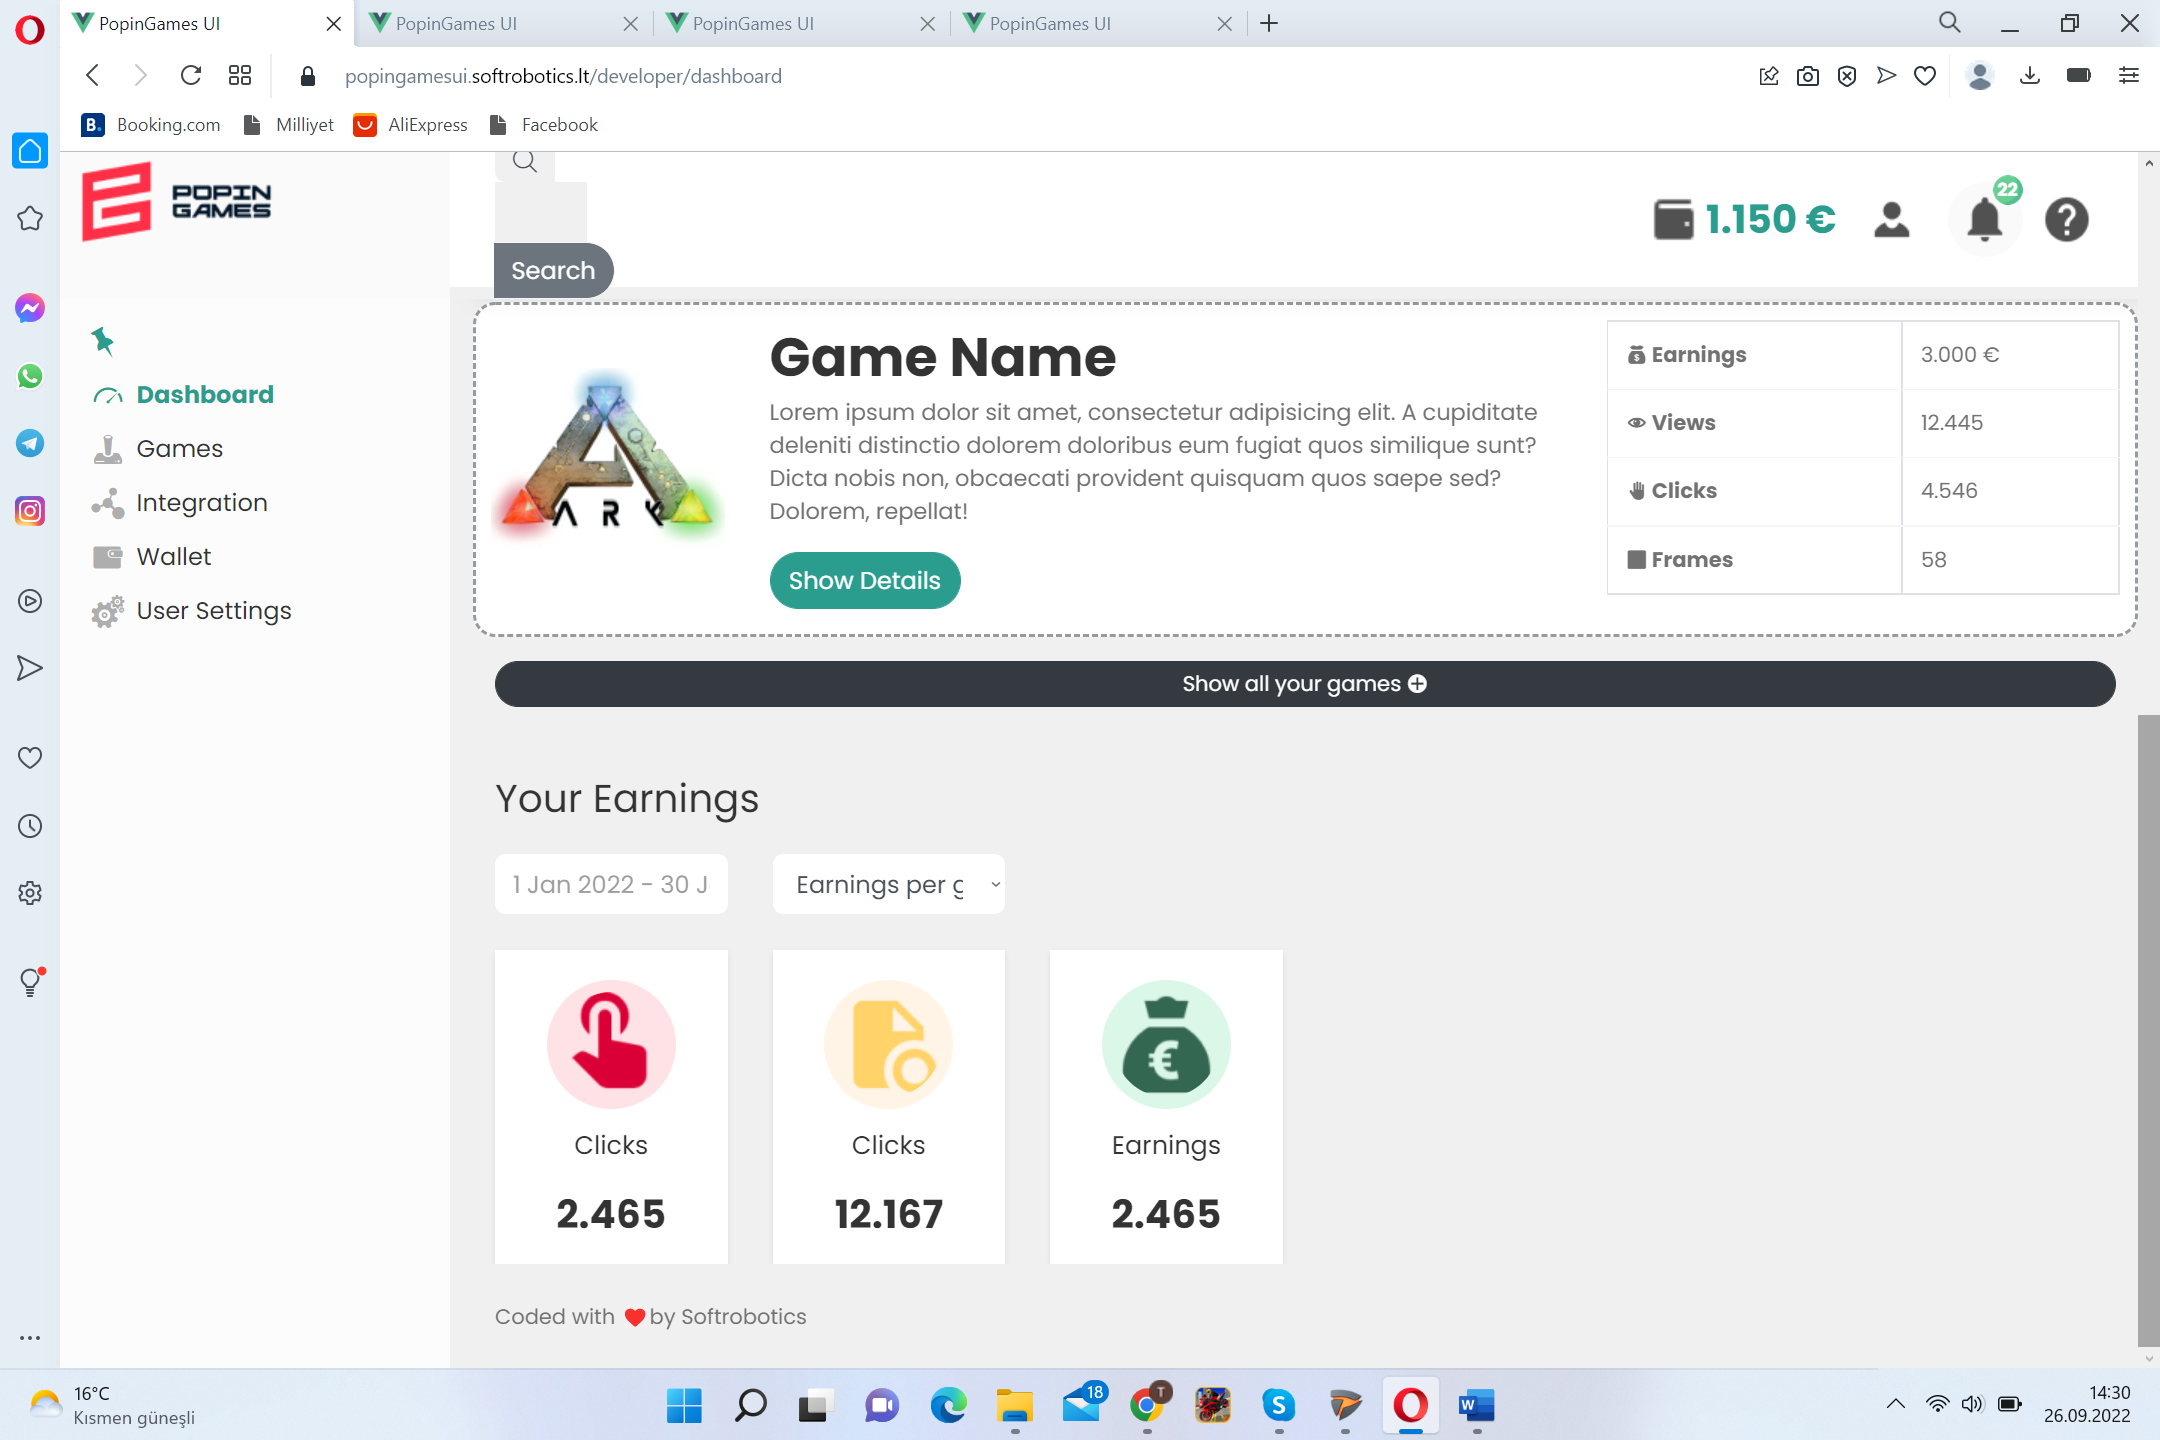 PopinGames UI
PopinGames UI
PopinGames UI
PopinGames UI
popingamesui.softrobotics.lt/developer/dashboard
Booking.com
Milliyet
AliExpress
Facebook
POPIN
GAMES
1.150 €
22
Search
Dashboard
Games
Integration
Wallet
User Settings
ARK
Game Name
Lorem ipsum dolor sit amet, consectetur adipisicing elit. A cupiditate
deleniti distinctio dolorem doloribus eum fugiat quos similique sunt?
Dicta nobis non, obcaecati provident quisquam quos saepe sed?
Dolorem, repellat!
Show Details
Earnings 3.000 €
Views 12.445
Clicks 4.546
Frames 58
Show all your games
Your Earnings
1 Jan 2022 - 30 J
Earnings per g
Clicks
2.465
Clicks
12.167
Earnings
2.465
Coded with ❤ by Softrobotics
16°C
Kısmen güneşli
18
T
14:30
26.09.2022